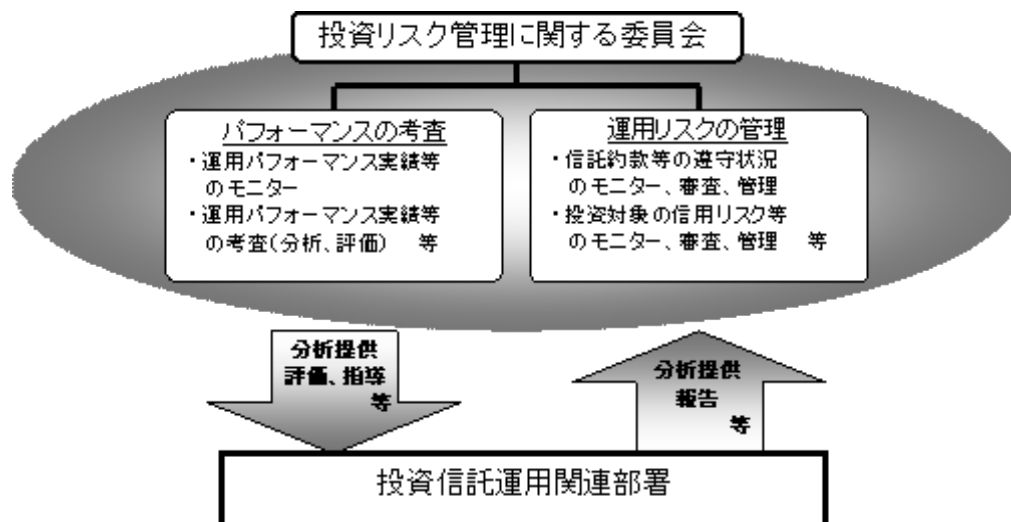 投資リスク管理に関する委員会
パフォーマンスの考査
・運用パフォーマンス実績等
のモニター
・運用パフォーマンス実績等
の考査(分析、評価) 等
運用リスクの管理
・信託約款等の遵守状況
のモニター、審査、管理
・投資対象の信用リスク等
のモニター、審査、管理 等
分析提供
評価、指導
等
分析提供
報告
等
投資信託運用関連部署